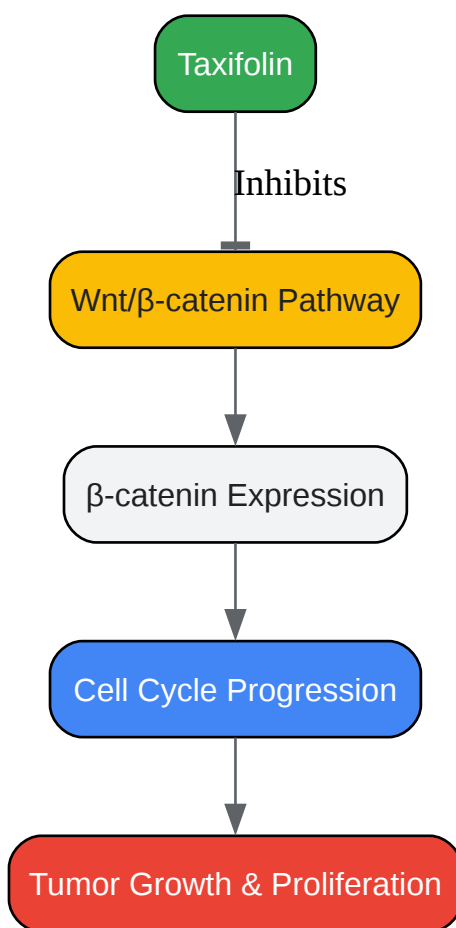 Taxifolin
Inhibits
Wnt/β-catenin Pathway
β-catenin Expression
Cell Cycle Progression
Tumor Growth & Proliferation